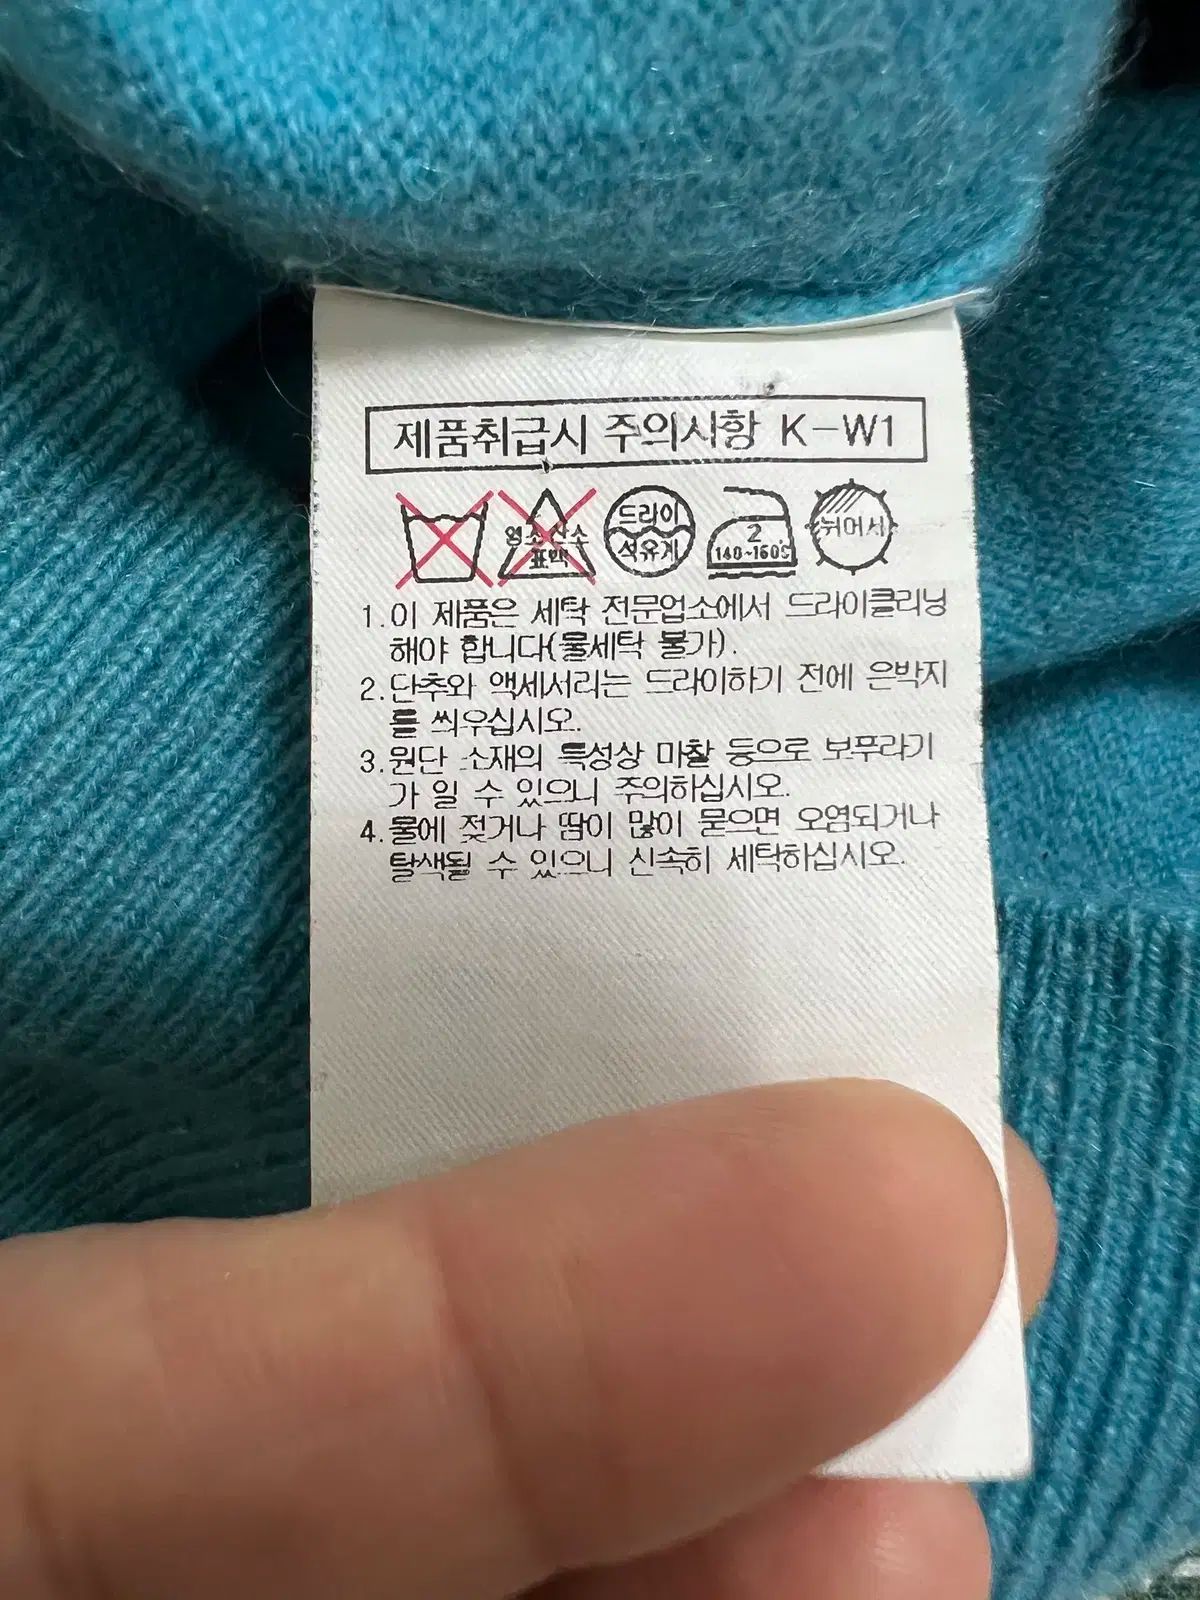 제품취급시 주의사항 K-W1
염소 산소
표백
드라이
석유계
2
140~160℃
뉘어서
1.이 제품은 세탁 전문업소에서 드라이클리닝
해야 합니다(물세탁 불가).
2.단추와 액세서리는 드라이하기 전에 은박지
를 씌우십시오.
3.원단 소재의 특성상 마찰 등으로 보푸라기
가 일 수 있으니 주의하십시오.
4.물에 젖거나 땀이 많이 묻으면 오염되거나
탈색될 수 있으니 신속히 세탁하십시오.